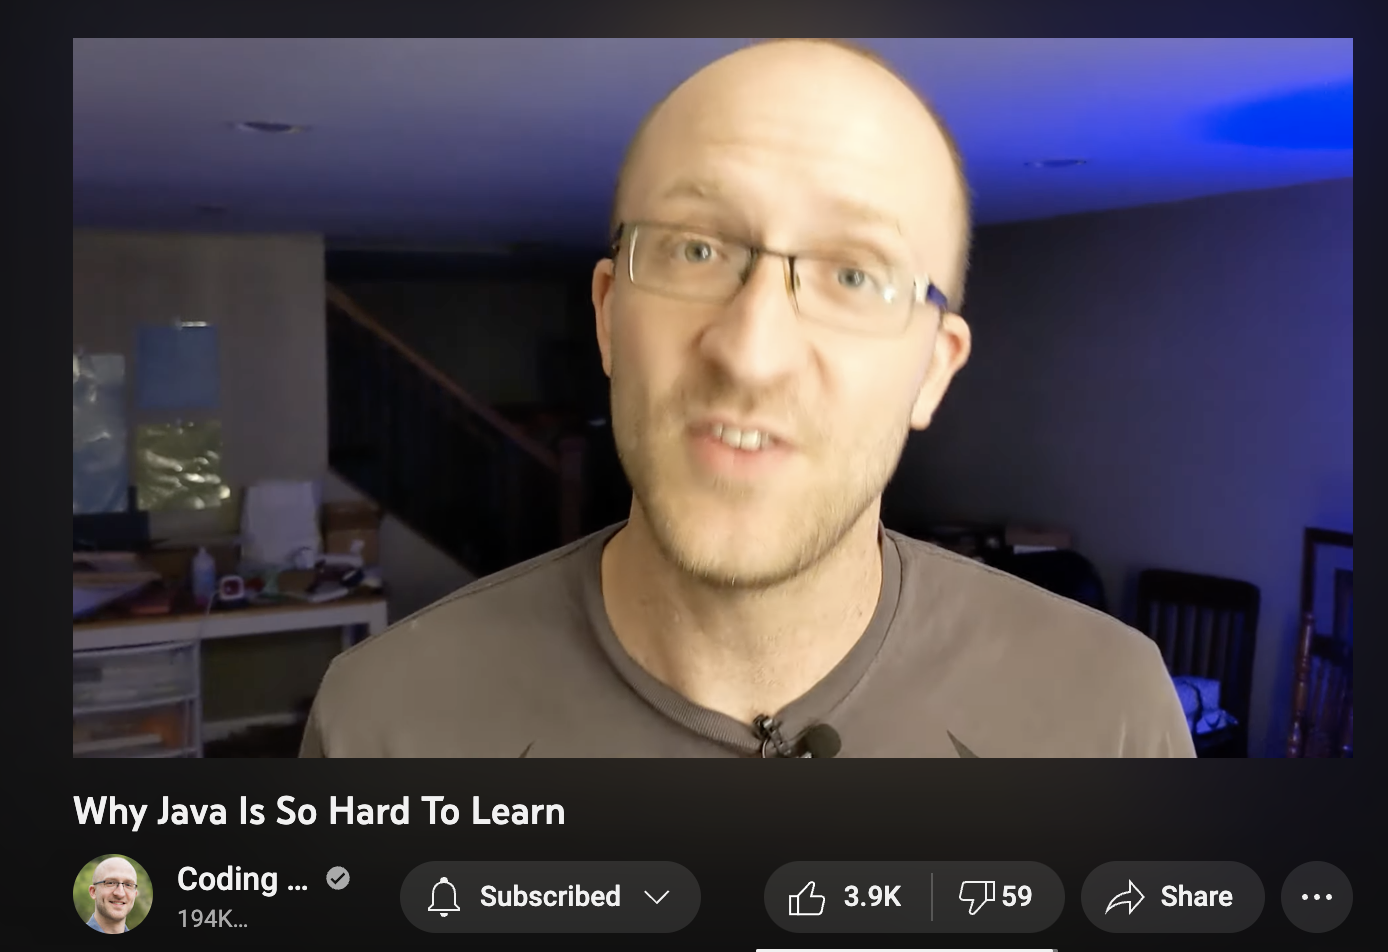 Why Java Is So Hard To Learn
Coding ...
194K...
Subscribed
3.9K
59
Share